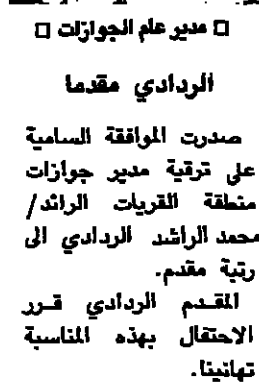 □ مدير عام الجوازات □
الردادي مقدما
صدرت الموافقة السامية
على ترقية مدير جوازات
منطقة القريات الرائد/
محمد الراشد الردادي الى
رتبة مقدم.
المقدم الردادي قرر
الاحتفال بهذه المناسبة
تهانينا.